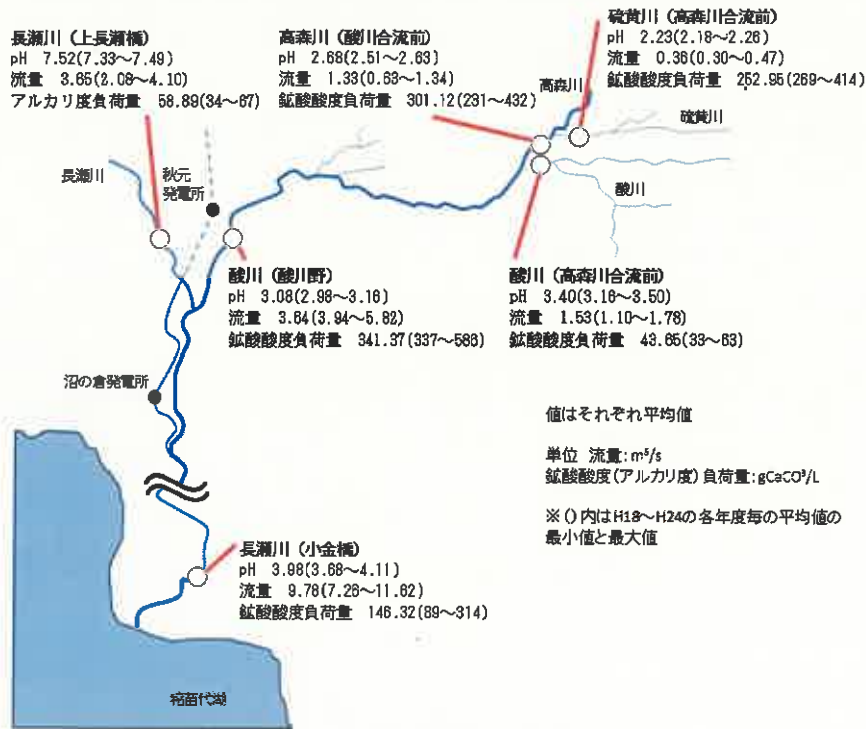 長瀬川（上長瀬橋）
pH 7.52(7.33～7.49)
流量 3.65(2.08～4.10)
アルカリ度負荷量 58.89(34～67)
高森川（酸川合流前）
pH 2.68(2.51～2.63)
流量 1.33(0.63～1.34)
鉱酸酸度負荷量 301.12(231～432)
硫黄川（高森川合流前）
pH 2.23(2.18～2.26)
流量 0.36(0.30～0.47)
鉱酸酸度負荷量 252.95(269～414)
高森川
硫黄川
酸川
長瀬川
秋元
発電所
酸川（酸川野）
pH 3.08(2.98～3.16)
流量 3.64(3.94～5.82)
鉱酸酸度負荷量 341.37(337～586)
酸川（高森川合流前）
pH 3.40(3.16～3.50)
流量 1.53(1.10～1.78)
鉱酸酸度負荷量 43.65(33～63)
沼の倉発電所
値はそれぞれ平均値
単位 流量:m³/s
鉱酸酸度(アルカリ度)負荷量:gCaCO³/L
※()内はH18～H24の各年度毎の平均値の
最小値と最大値
長瀬川（小金橋）
pH 3.98(3.68～4.11)
流量 9.76(7.26～11.62)
鉱酸酸度負荷量 146.32(89～314)
猪苗代湖